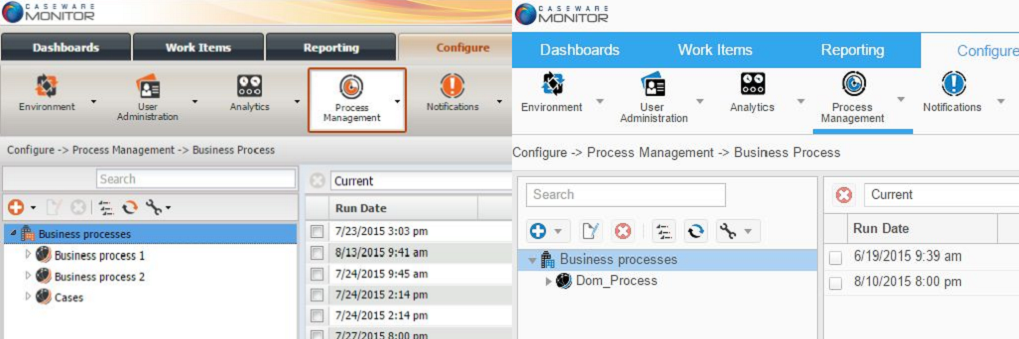 CASEWARE
MONITOR
Dashboards
Work Items
Reporting
Configure
Environment
User
Administration
Analytics
Process
Management
Notifications
Configure -> Process Management -> Business Process
Search
Current
Run Date
Business processes
Business process 1
Business process 2
Cases
7/23/2015 3:03 pm
8/13/2015 9:41 am
7/24/2015 9:45 am
7/24/2015 2:14 pm
7/24/2015 2:14 pm
7/27/2015 8:00 pm
CASEWARE
MONITOR
Dashboards
Work Items
Reporting
Configure
Environment
User
Administration
Analytics
Process
Management
Notifications
Configure -> Process Management -> Business Process
Search
Current
Run Date
Business processes
Dom_Process
6/19/2015 9:39 am
8/10/2015 8:00 pm